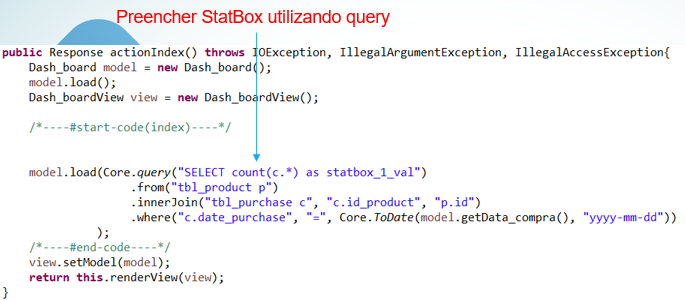 Preencher StatBox utilizando query
public Response actionIndex() throws IOException, IllegalArgumentException, IllegalAccessException{
Dash_board model = new Dash_board();
model.load();
Dash_boardView view = new Dash_boardView();
/*----#start-code(index)----*/
model.load(Core.query("SELECT count(c.*) as statbox_1_val")
.from("tbl_product p")
.innerJoin("tbl_purchase c", "c.id_product", "p.id")
.where("c.date_purchase", "=", Core.ToDate(model.getData_compra(), "yyyy-mm-dd"))
);
/*----#end-code----*/
view.setModel(model);
return this.renderView(view);
}